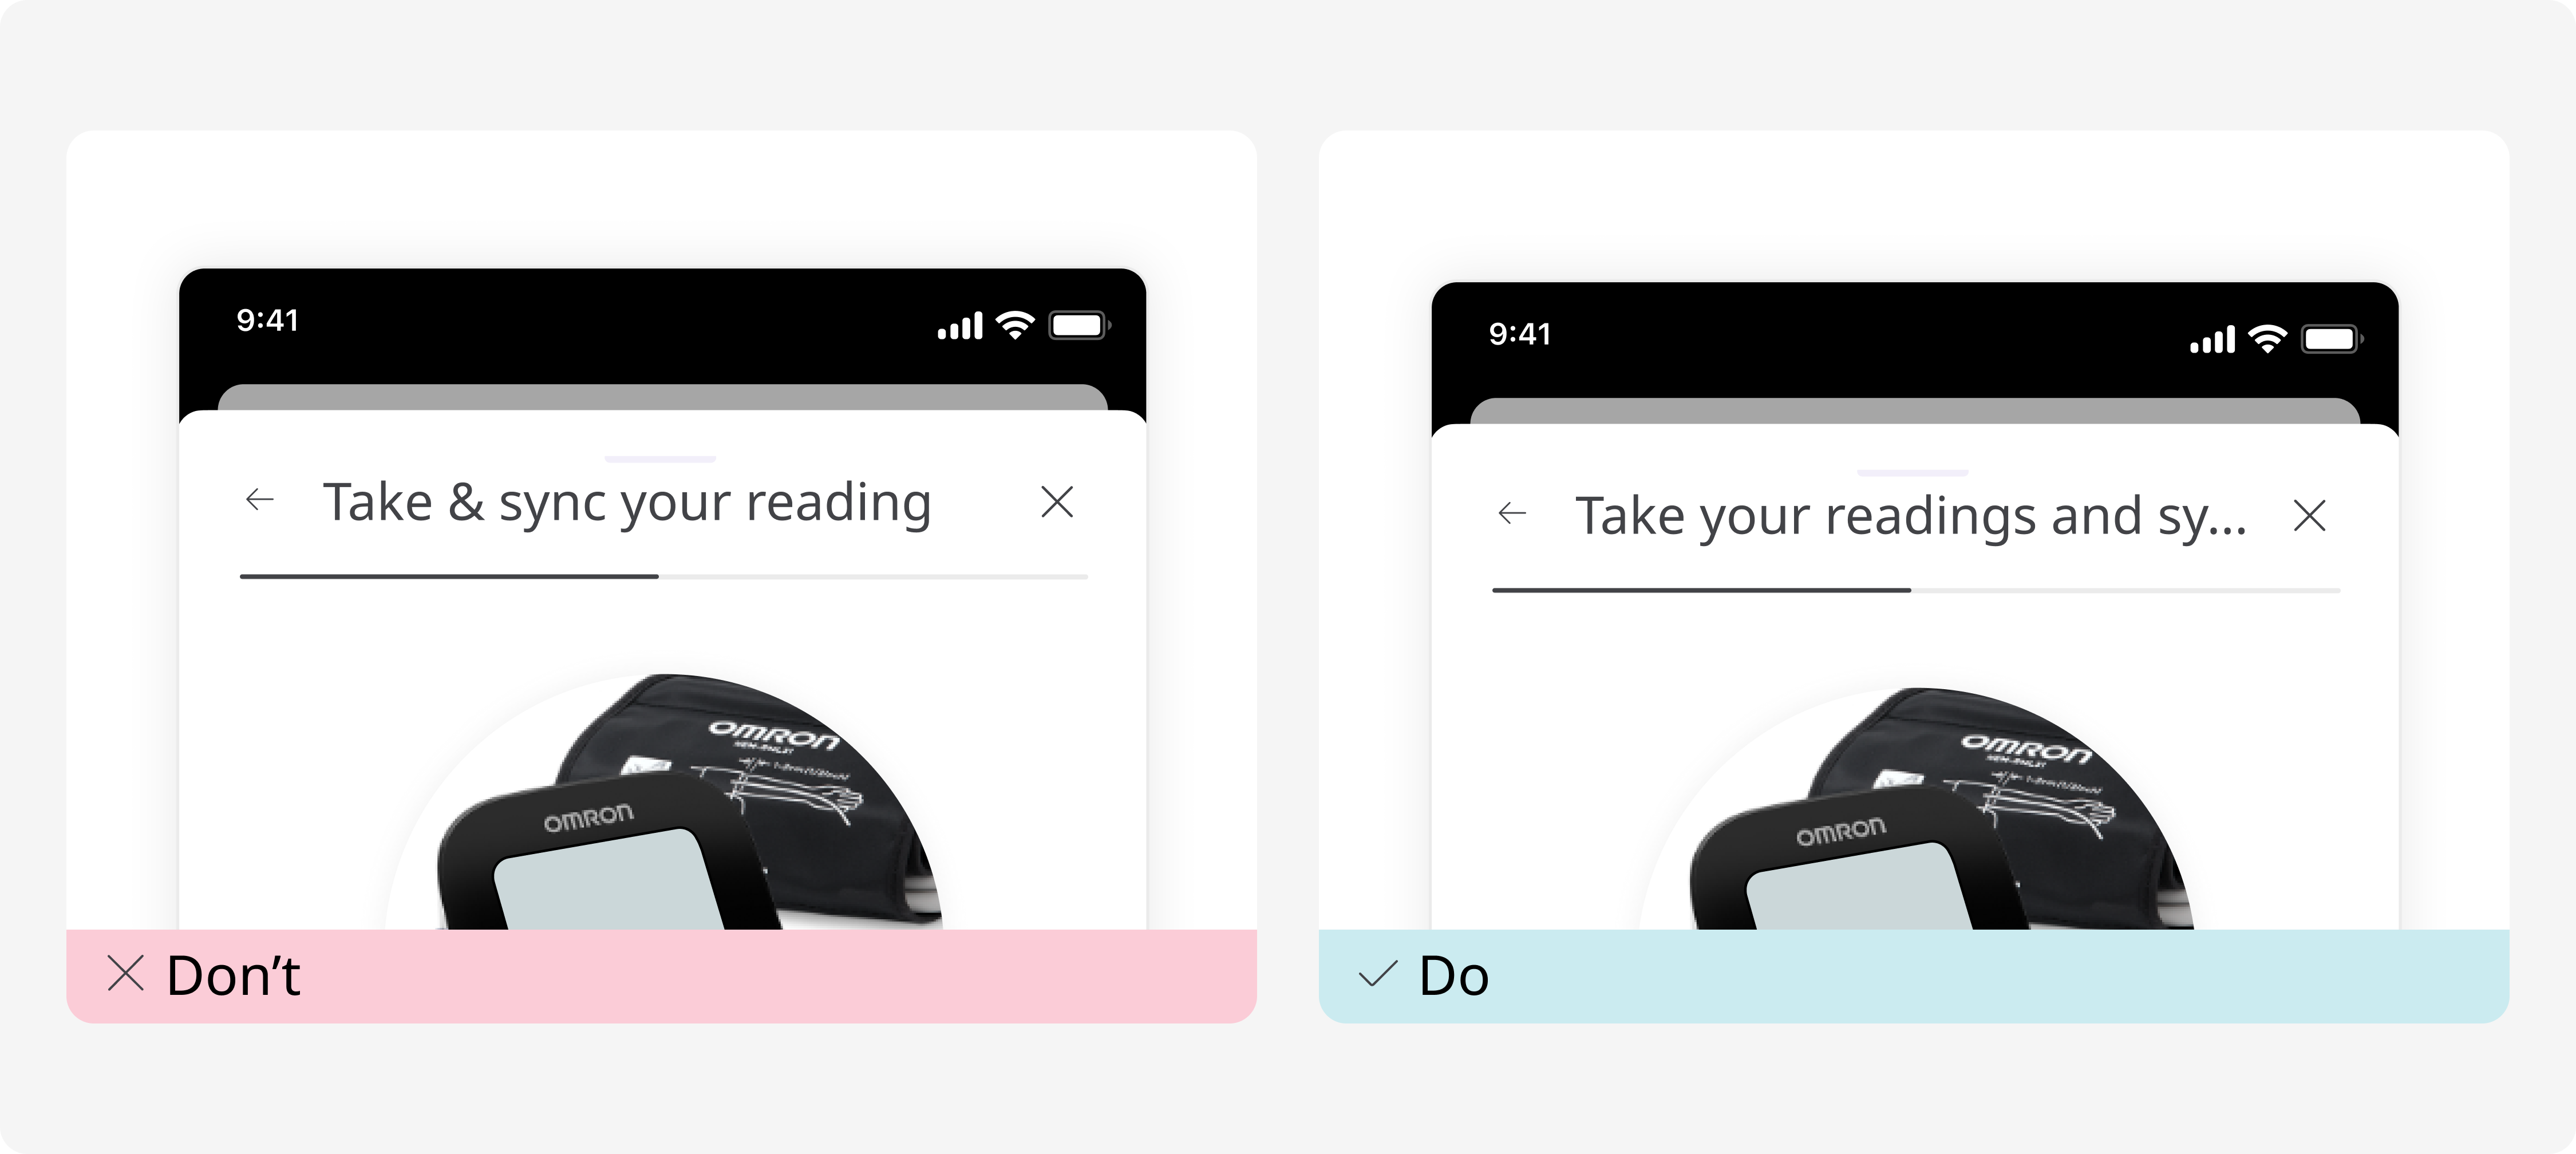 9:41
Take & sync your reading
OMRON
OMRON
Don’t
9:41
Take your readings and sy...
OMRON
OMRON
Do